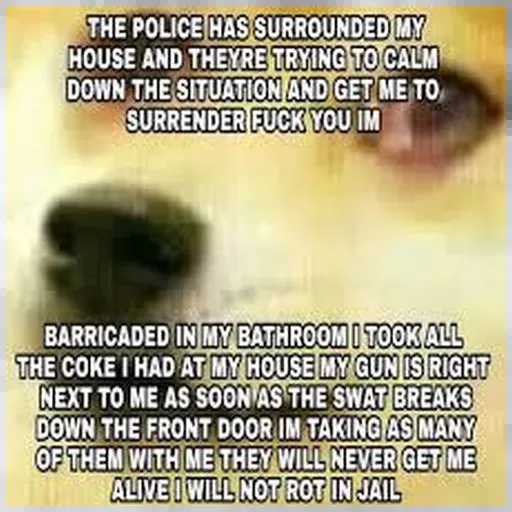 THE POLICE HAS SURROUNDED MY
HOUSE AND THEYRE TRYING TO CALM
DOWN THE SITUATION AND GET ME TO
SURRENDER FUCK YOU IM
BARRICADED IN MY BATHROOM I TOOK ALL
THE COKE I HAD AT MY HOUSE MY GUN IS RIGHT
NEXT TO ME AS SOON AS THE SWAT BREAKS
DOWN THE FRONT DOOR IM TAKING AS MANY
OF THEM WITH ME THEY WILL NEVER GET ME
ALIVE I WILL NOT ROT IN JAIL